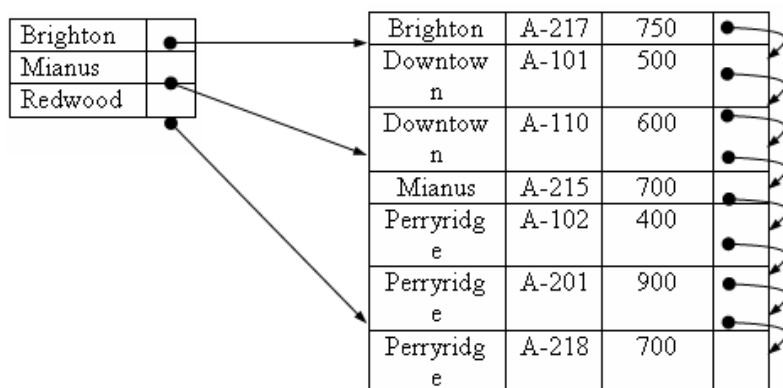 Brighton
Mianus
Redwood
Brighton A-217 750
Downtow A-101 500
n
Downtow A-110 600
n
Mianus A-215 700
Perryridg A-102 400
e
Perryridg A-201 900
e
Perryridg A-218 700
e